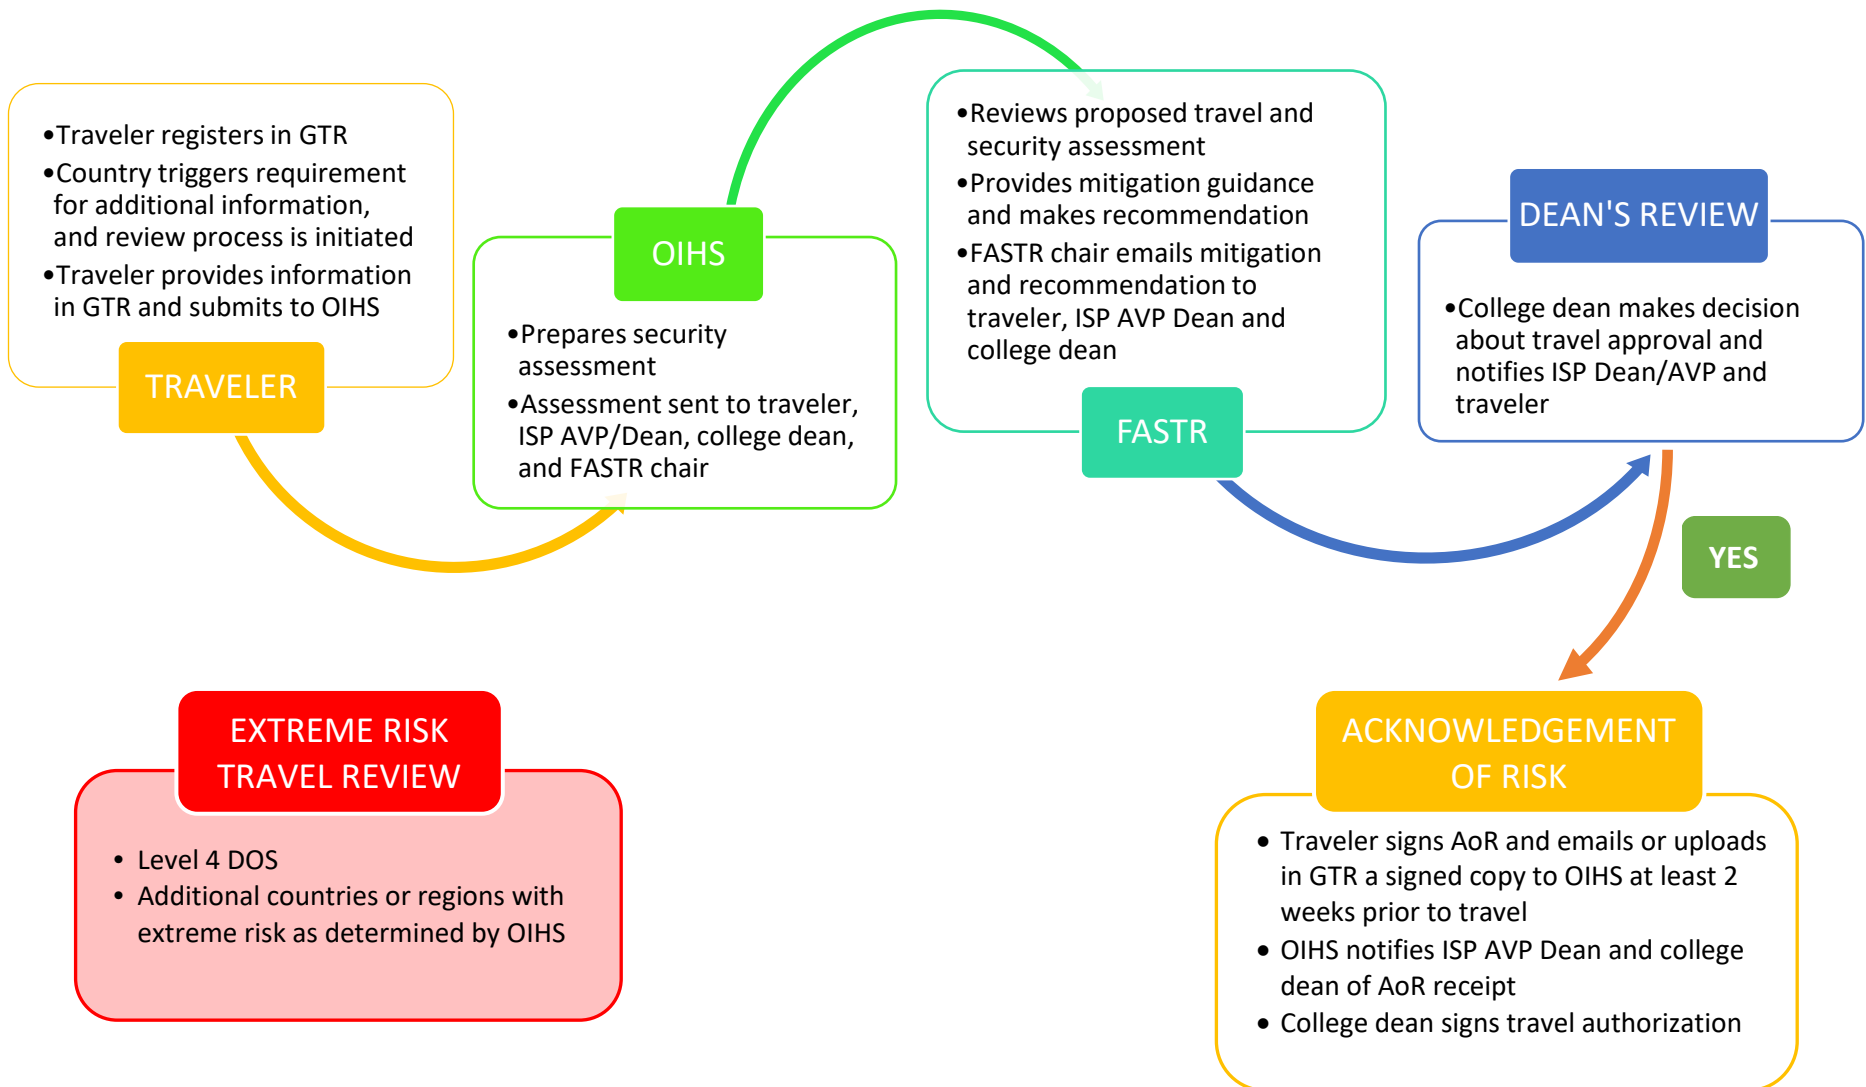 •Traveler registers in GTR
•Country triggers requirement
for additional information,
and review process is initiated
•Traveler provides information
in GTR and submits to OIHS
TRAVELER
OIHS
•Prepares security
assessment
•Assessment sent to traveler,
ISP AVP/Dean, college dean,
and FASTR chair
•Reviews proposed travel and
security assessment
•Provides mitigation guidance
and makes recommendation
•FASTR chair emails mitigation
and recommendation to
traveler, ISP AVP Dean and
college dean
FASTR
DEAN'S REVIEW
•College dean makes decision
about travel approval and
notifies ISP Dean/AVP and
traveler
YES
EXTREME RISK
TRAVEL REVIEW
• Level 4 DOS
• Additional countries or regions with
extreme risk as determined by OIHS
ACKNOWLEDGEMENT
OF RISK
• Traveler signs AoR and emails or uploads
in GTR a signed copy to OIHS at least 2
weeks prior to travel
• OIHS notifies ISP AVP Dean and college
dean of AoR receipt
• College dean signs travel authorization